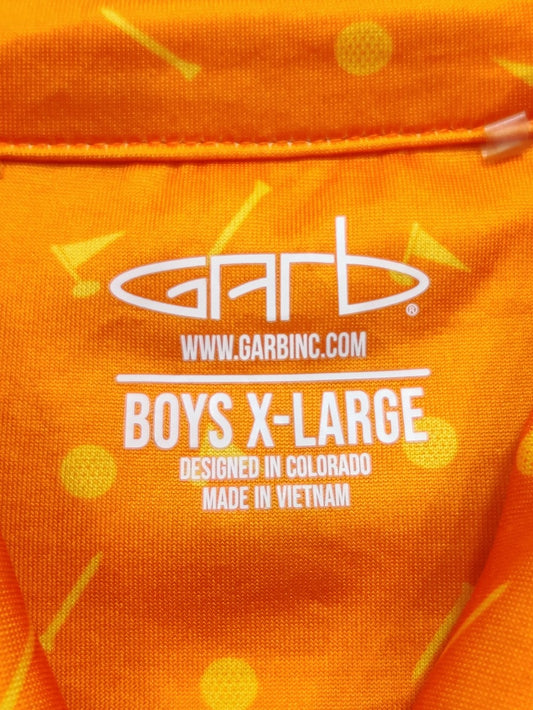 Garb®
WWW.GARBINC.COM
BOYS X-LARGE
DESIGNED IN COLORADO
MADE IN VIETNAM